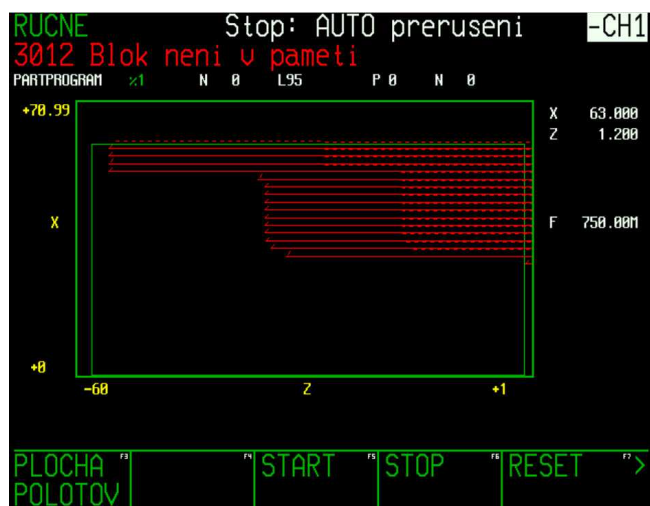 RUCNE Stop: AUTO preruseni -CH1
3012 Blok neni v pameti
PARTPROGRAM %1 N 0 L95 P 0 N 0
+70.99
X 63.000
Z 1.200
X
F 750.00M
+0
-60 Z +1
PLOCHA F3 F4 START F5 STOP F6 RESET F7 >
POLOTOV